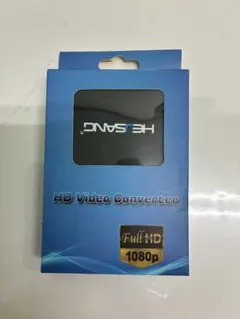 HEISANG®
HD Video Converter
Full HD
1080p